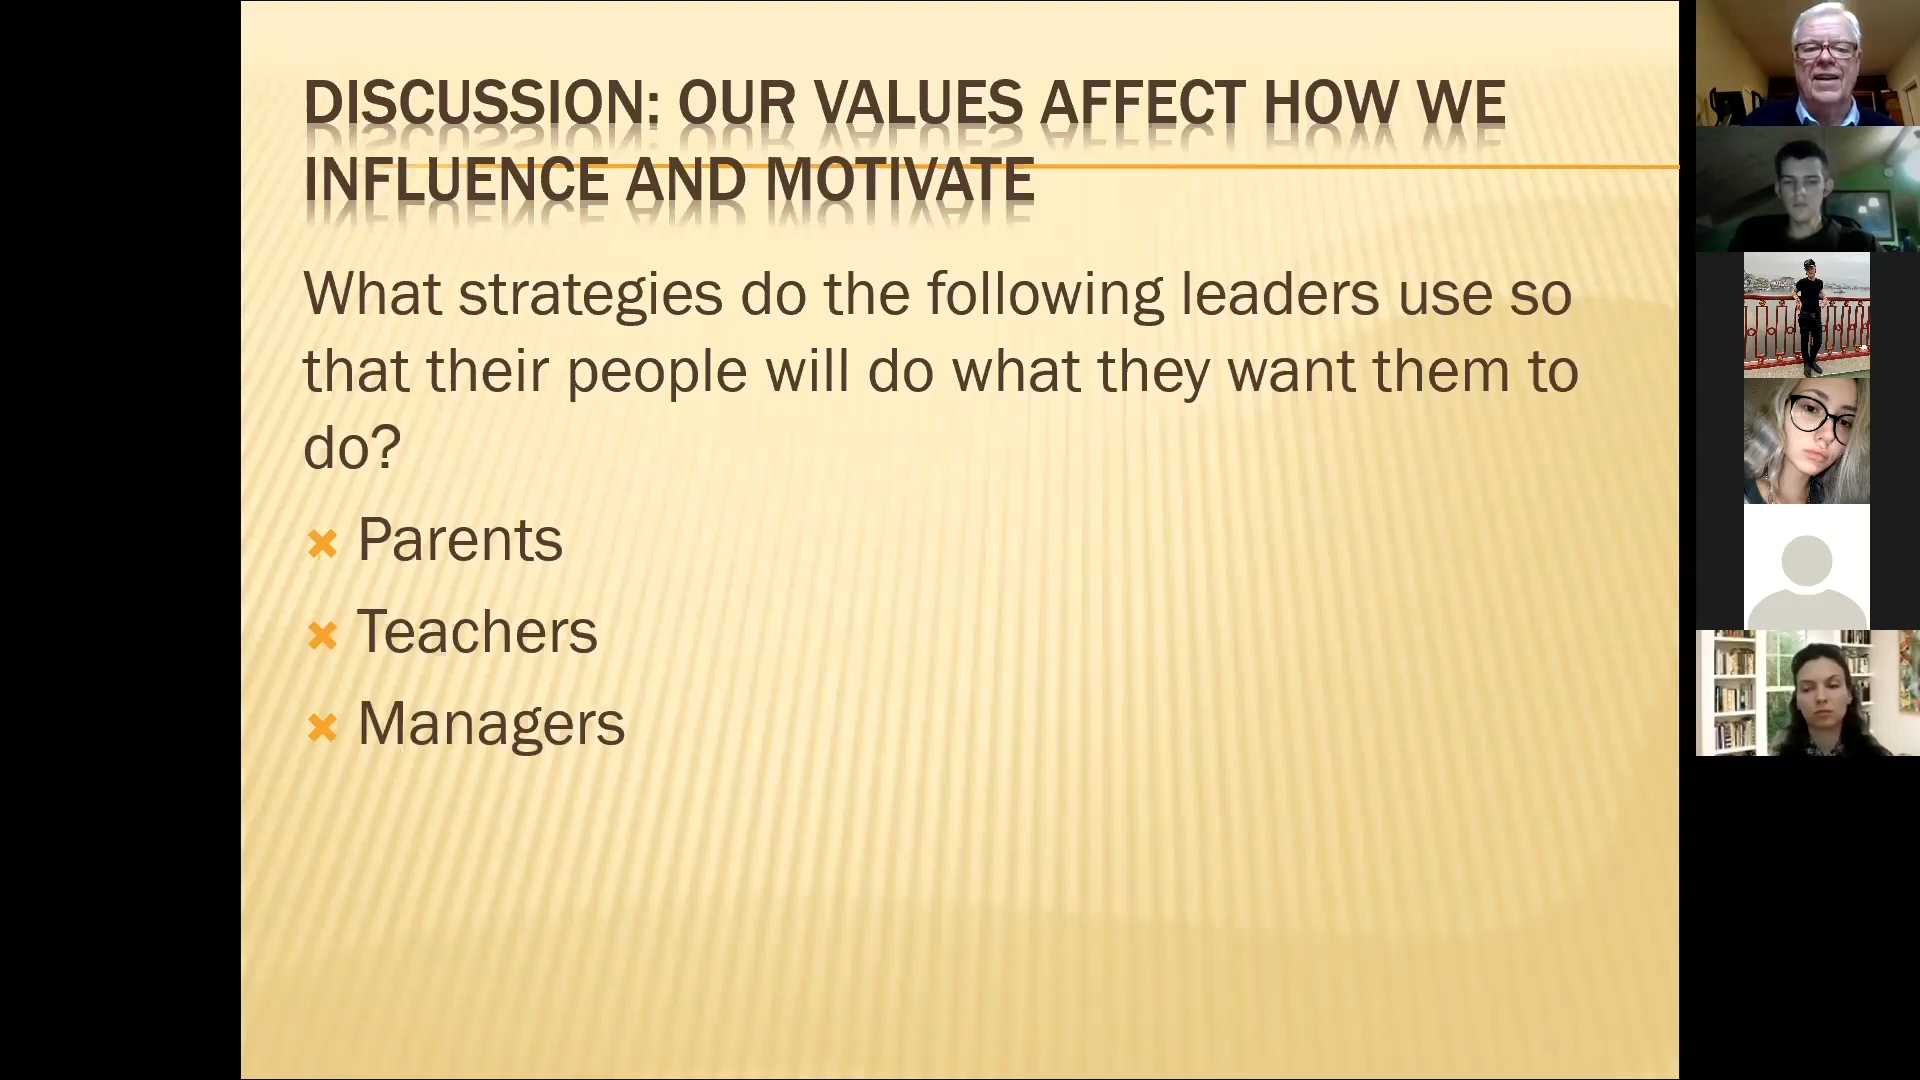 DISCUSSION: OUR VALUES AFFECT HOW WE
INFLUENCE AND MOTIVATE
What strategies do the following leaders use so
that their people will do what they want them to
do?
Parents
Teachers
Managers